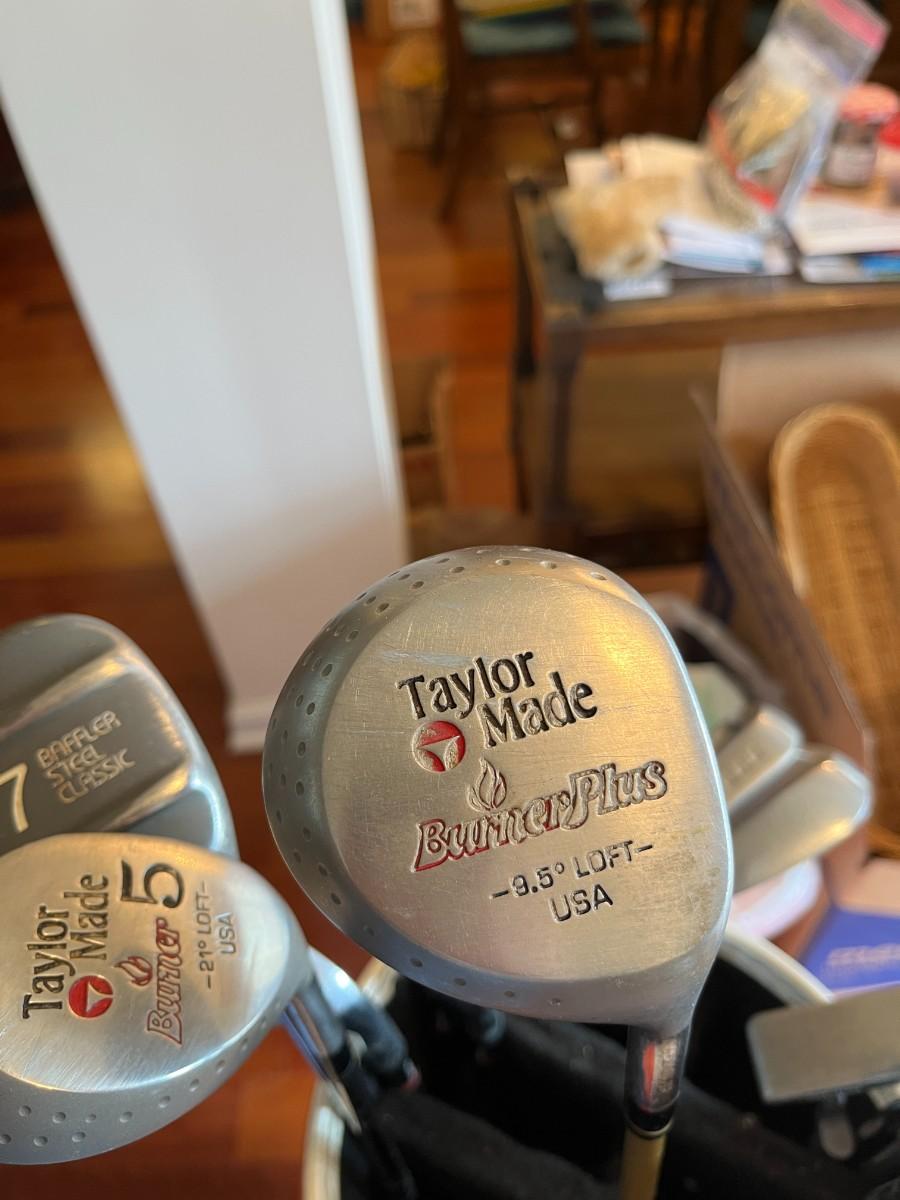 Taylor
Made
BurnerPlus
-9.5° LOFT-
USA
7
BAFFLER
STEEL
CLASSIC
Taylor
Made
Burner 5
-21° LOFT-
USA